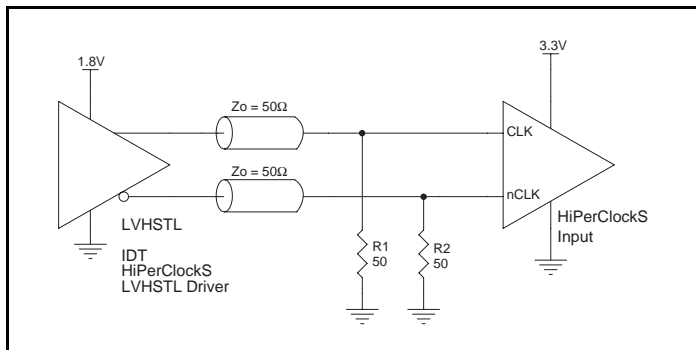 1.8V
3.3V
Zo = 50Ω
CLK
Zo = 50Ω
nCLK
LVHSTL
IDT
HiPerClockS
LVHSTL Driver
R1
50
R2
50
HiPerClockS
Input